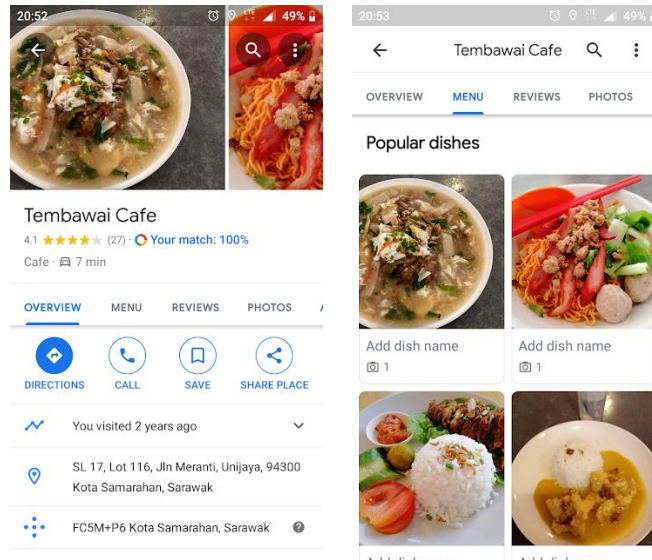 20:52
LTE
49%
Tembawai Cafe
4.1 (27) · Your match: 100%
Cafe · 7 min
OVERVIEW MENU REVIEWS PHOTOS
DIRECTIONS CALL SAVE SHARE PLACE
You visited 2 years ago
SL 17, Lot 116, Jln Meranti, Unijaya, 94300
Kota Samarahan, Sarawak
FC5M+P6 Kota Samarahan, Sarawak
20:53
LTE
49%
Tembawai Cafe
OVERVIEW MENU REVIEWS PHOTOS
Popular dishes
Add dish name
1
Add dish name
1